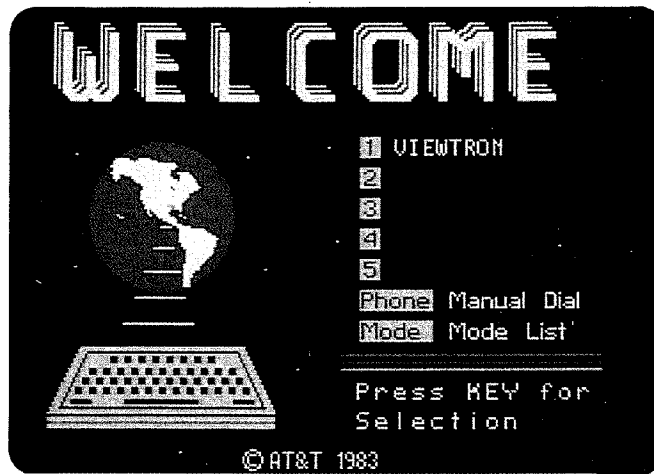 WELCOME
1 VIEWTRON
2
3
4
5
Phone Manual Dial
Mode Mode List
Press KEY for
Selection
© AT&T 1983